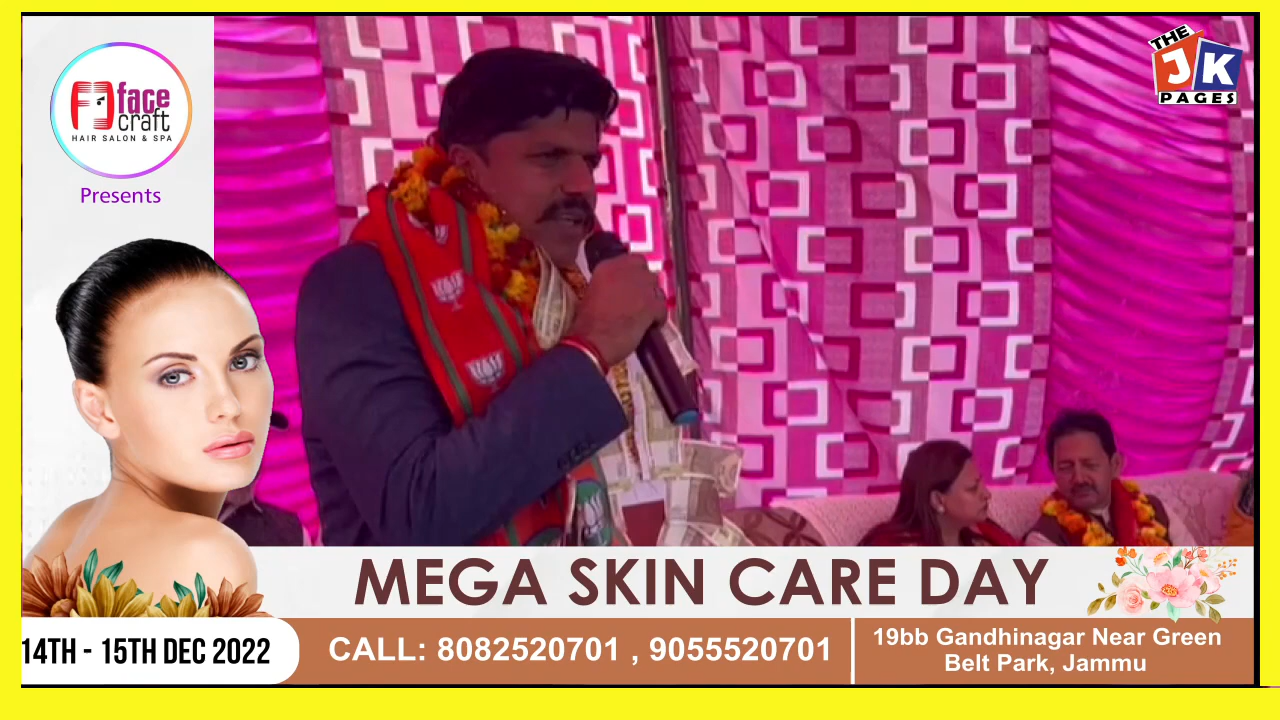 face
craft
HAIR SALON & SPA
Presents
THE
JK
PAGES
MEGA SKIN CARE DAY
14TH - 15TH DEC 2022
CALL: 8082520701 , 9055520701
19bb Gandhinagar Near Green
Belt Park, Jammu